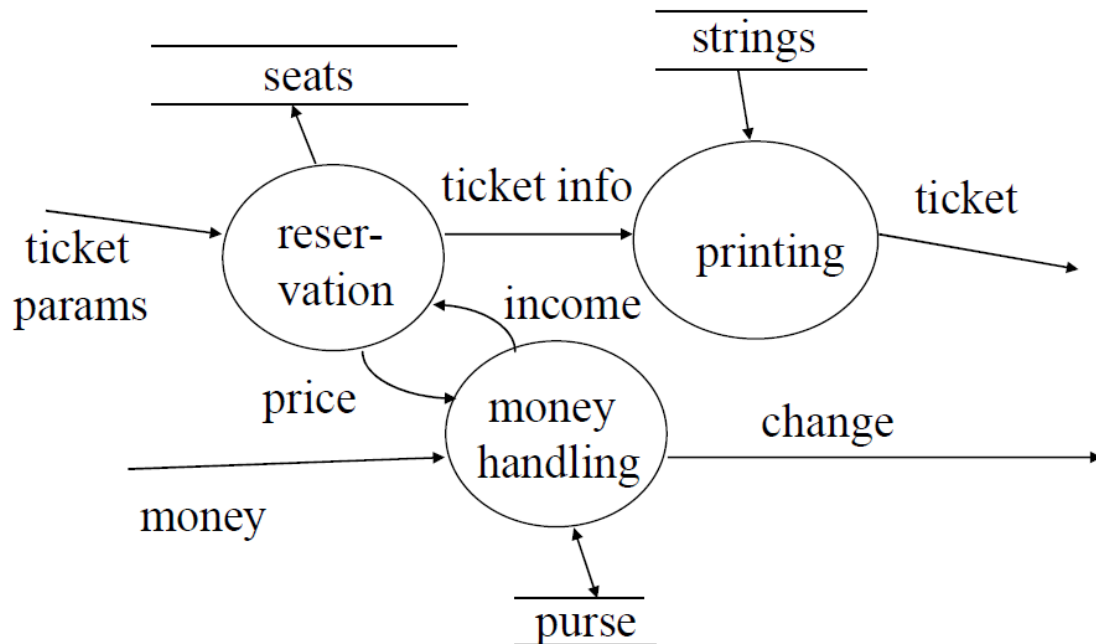 strings
seats
ticket info
ticket
ticket
params
reser-
vation
printing
income
price
money
handling
change
money
purse